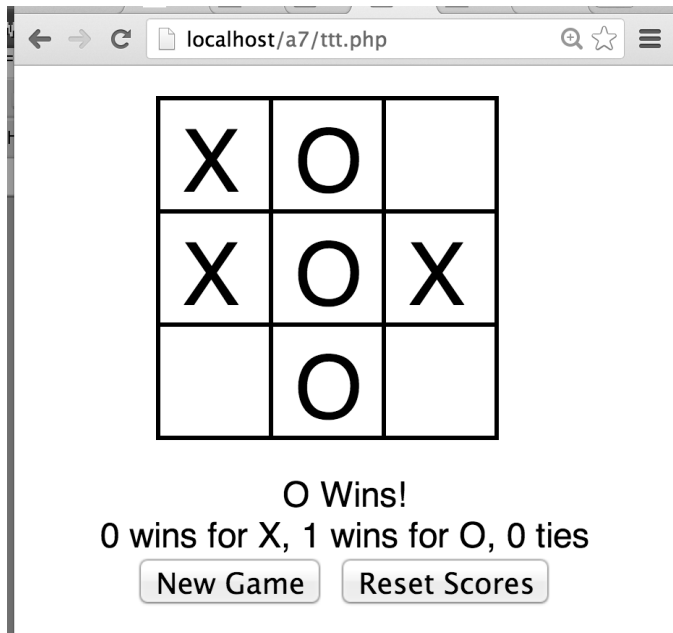 localhost/a7/ttt.php
X O
X O X
O
O Wins!
0 wins for X, 1 wins for O, 0 ties
New Game Reset Scores